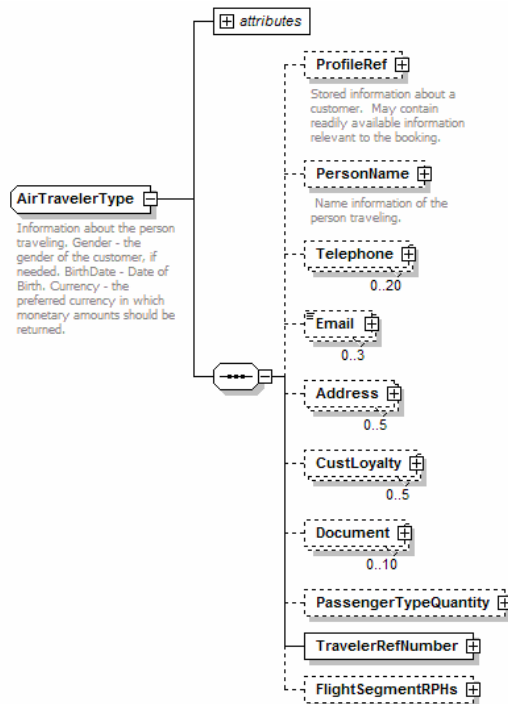 attributes
ProfileRef
Stored information about a
customer.  May contain
readily available information
relevant to the booking.
PersonName
Name information of the
person traveling.
AirTravelerType
Information about the person
traveling. Gender - the
gender of the customer, if
needed. BirthDate - Date of
Birth. Currency - the
preferred currency in which
monetary amounts should be
returned.
Telephone
0..20
Email
0..3
Address
0..5
CustLoyalty
0..5
Document
0..10
PassengerTypeQuantity
TravelerRefNumber
FlightSegmentRPHs